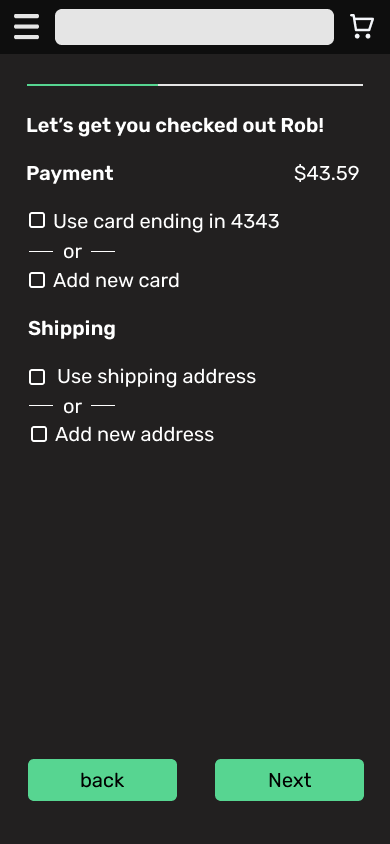 Let’s get you checked out Rob!
Payment $43.59
Use card ending in 4343
or
Add new card
Shipping
Use shipping address
or
Add new address
back Next